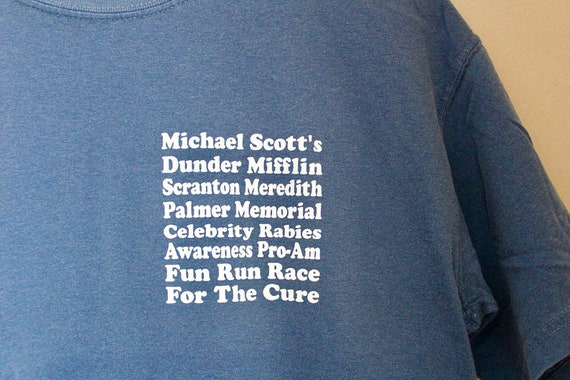 Michael Scott's
Dunder Mifflin
Scranton Meredith
Palmer Memorial
Celebrity Rabies
Awareness Pro-Am
Fun Run Race
For The Cure